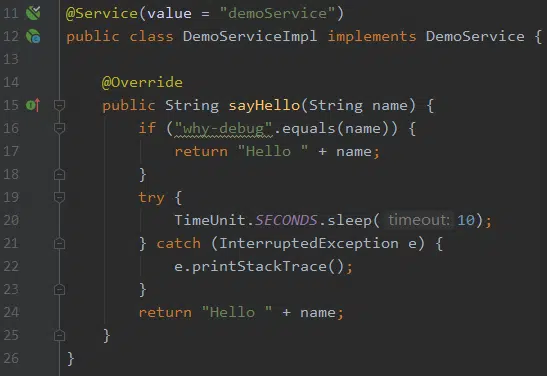 11 @Service(value = "demoService")
12 public class DemoServiceImpl implements DemoService {
13
14     @Override
15     public String sayHello(String name) {
16         if ("why-debug".equals(name)) {
17             return "Hello " + name;
18         }
19         try {
20             TimeUnit.SECONDS.sleep( timeout: 10);
21         } catch (InterruptedException e) {
22             e.printStackTrace();
23         }
24         return "Hello " + name;
25     }
26 }